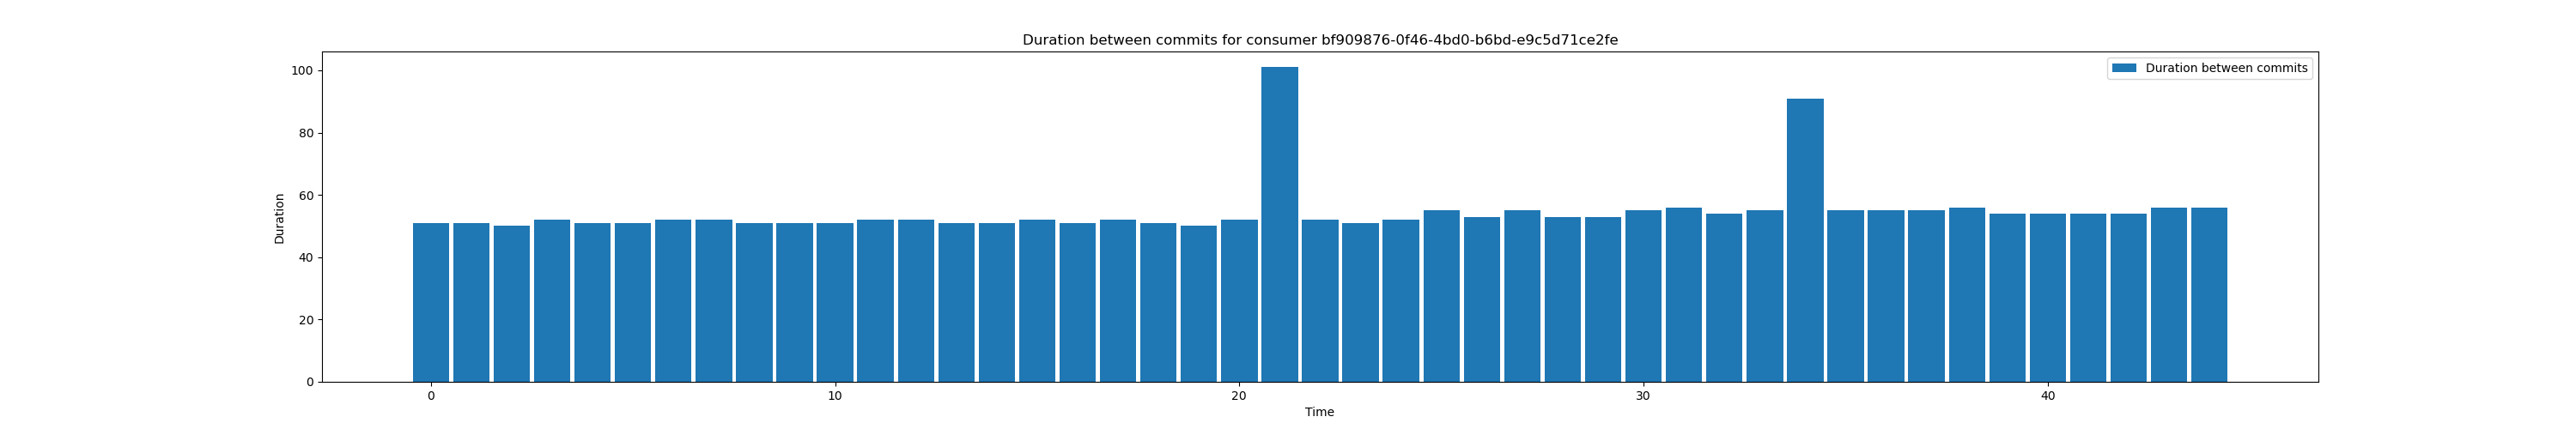 Duration between commits for consumer bf909876-0f46-4bd0-b6bd-e9c5d71ce2fe
Duration between commits
100
80
60
40
20
0
Duration
0 10 20 30 40
Time